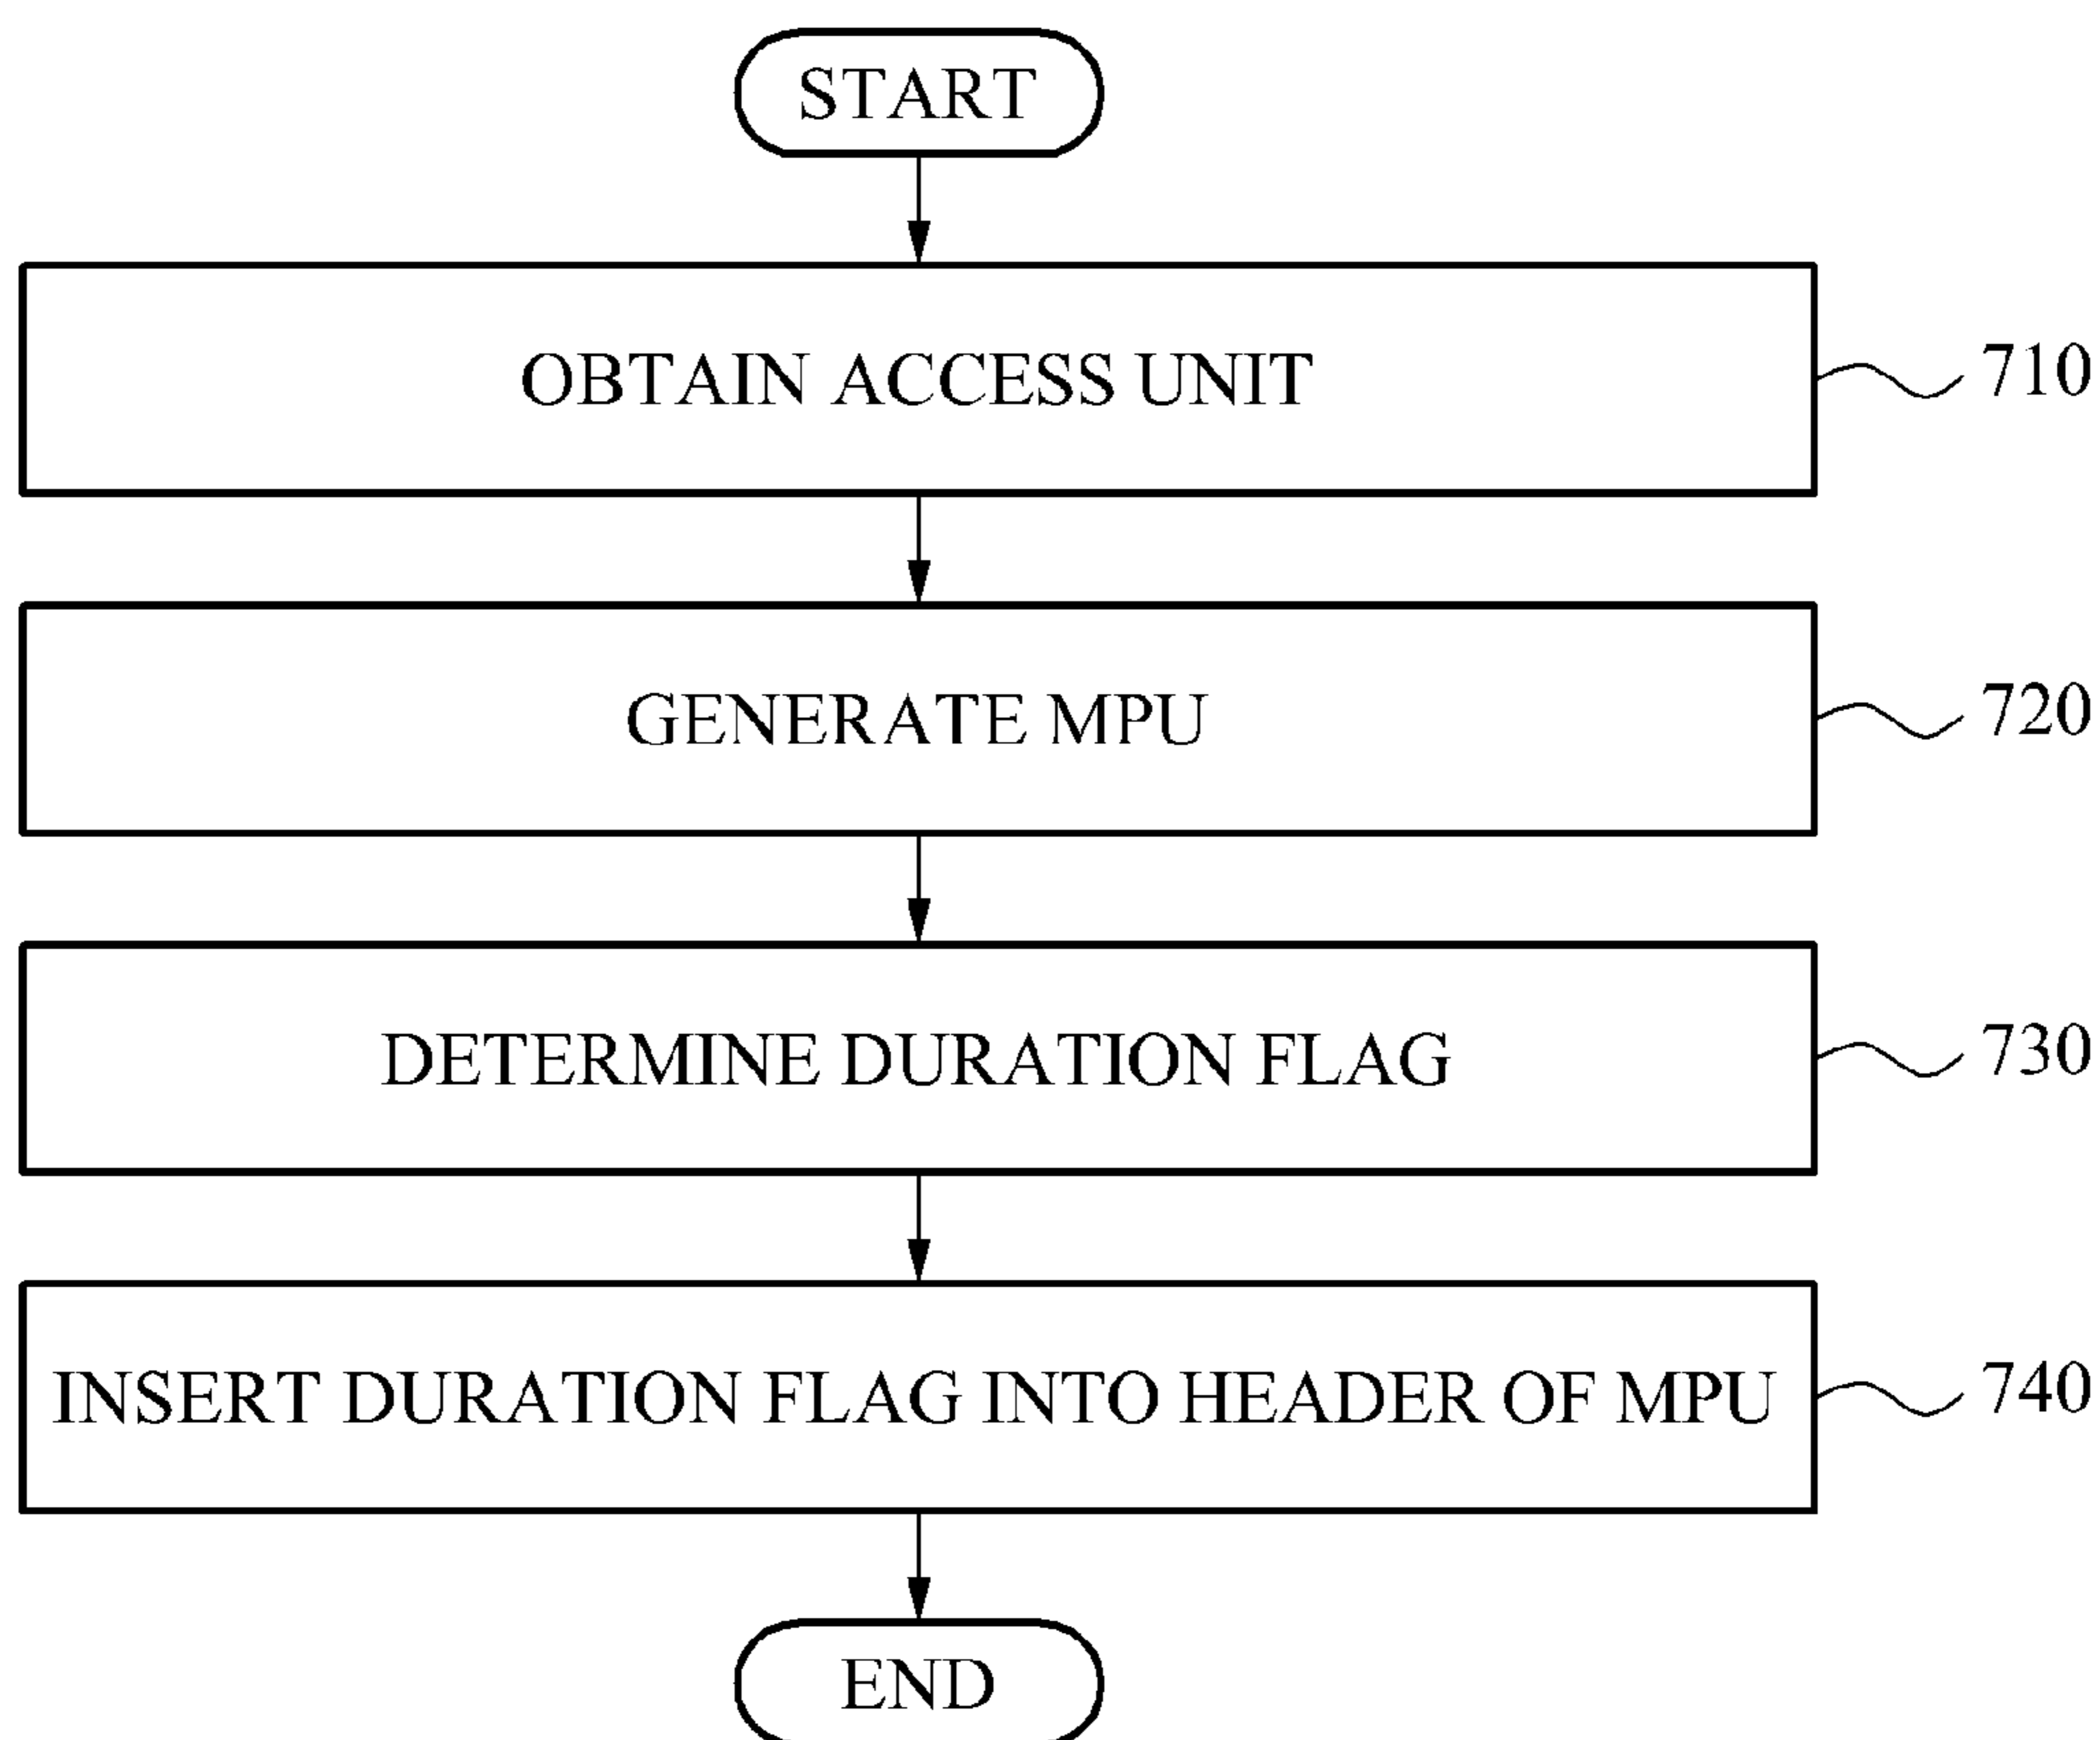 START
OBTAIN ACCESS UNIT
710
GENERATE MPU
720
DETERMINE DURATION FLAG
730
INSERT DURATION FLAG INTO HEADER OF MPU
740
END